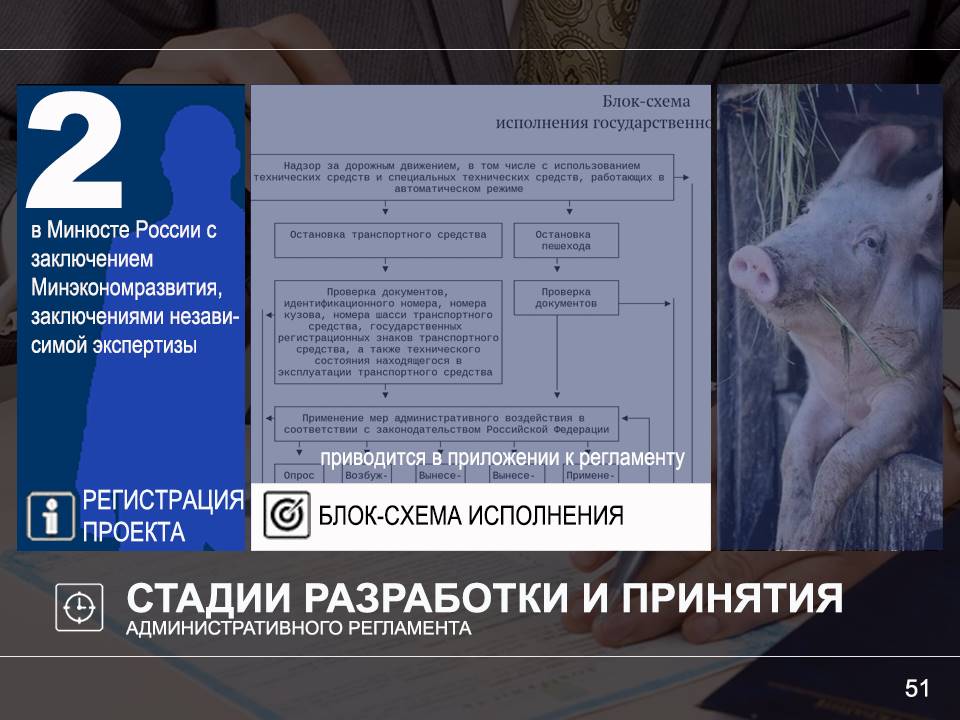 2
в Минюсте России с
заключением
Минэкономразвития,
заключениями незави-
симой экспертизы
РЕГИСТРАЦИЯ
ПРОЕКТА
Блок-схема
исполнения государственно
Надзор за дорожным движением, в том числе с использованием
технических средств и специальных технических средств, работающих в
автоматическом режиме
Остановка транспортного средства
Остановка
пешехода
Проверка документов,
идентификационного номера, номера
кузова, номера шасси транспортного
средства, государственных
регистрационных знаков транспортного
средства, а также технического
состояния находящегося в
эксплуатации транспортного средства
Проверка
документов
Применение мер административного воздействия в
соответствии с законодательством Российской Федерации
приводится в приложении к регламенту
Опрос Возбуж- Вынесе- Вынесе- Примене-
БЛОК-СХЕМА ИСПОЛНЕНИЯ
СТАДИИ РАЗРАБОТКИ И ПРИНЯТИЯ
АДМИНИСТРАТИВНОГО РЕГЛАМЕНТА
51